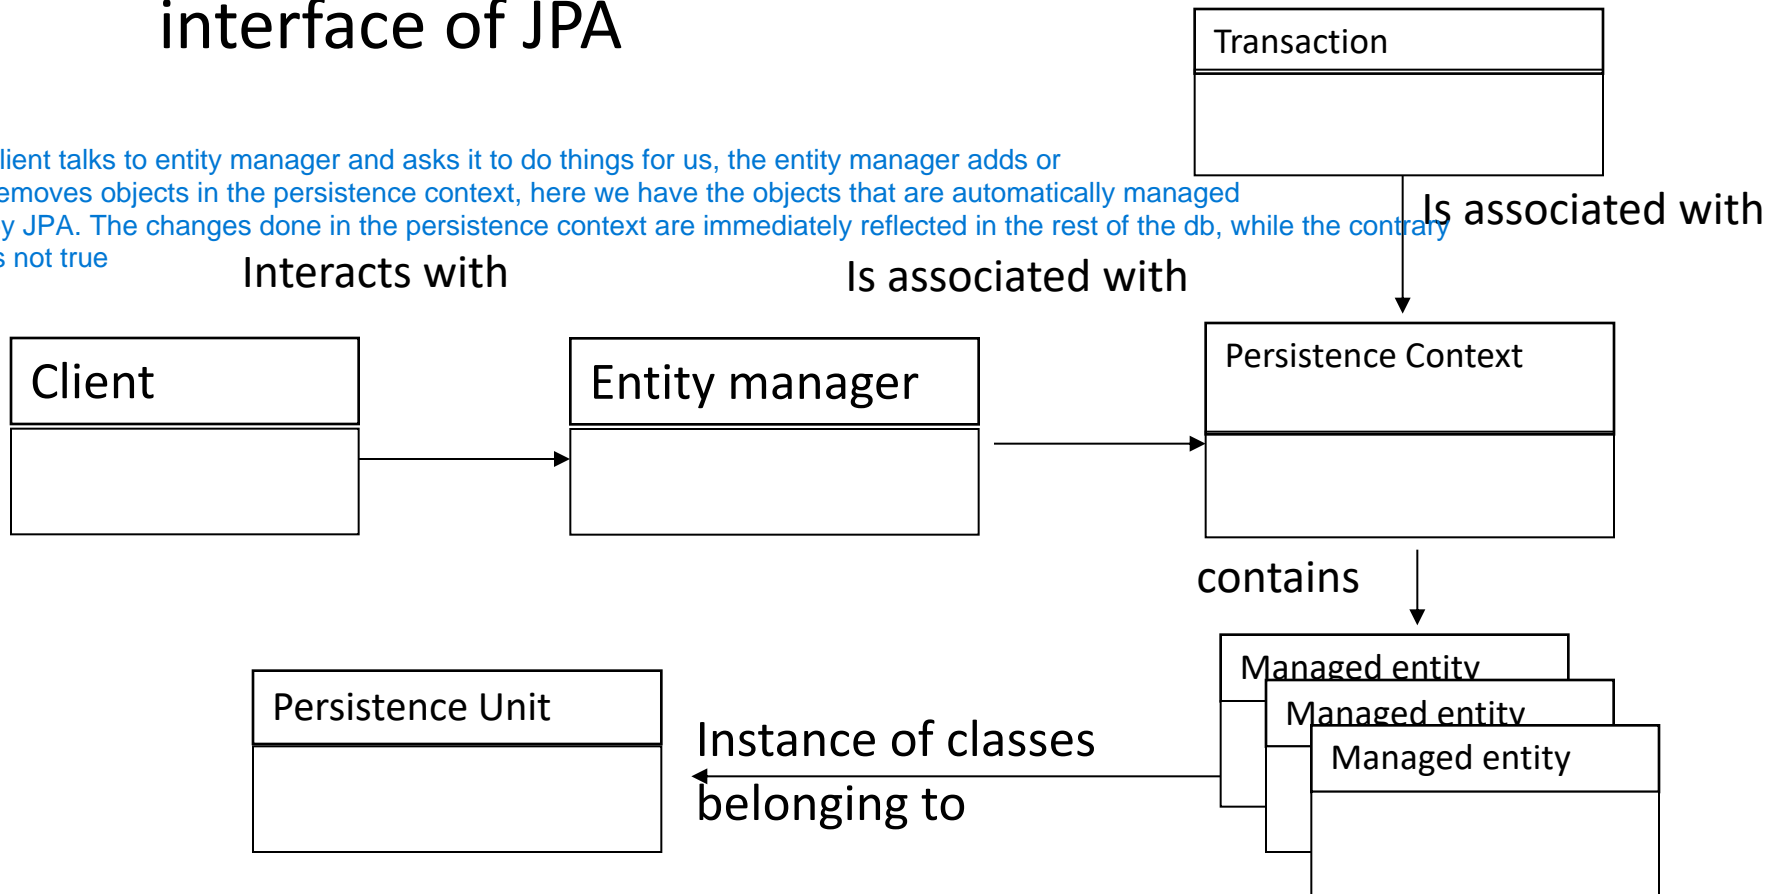 interface of JPA
Transaction
lient talks to entity manager and asks it to do things for us, the entity manager adds or
emoves objects in the persistence context, here we have the objects that are automatically managed
y JPA. The changes done in the persistence context are immediately reflected in the rest of the db, while the contrary
s not true
Is associated with
Interacts with
Is associated with
Client
Entity manager
Persistence Context
contains
Managed entity
Managed entity
Managed entity
Persistence Unit
Instance of classes
belonging to